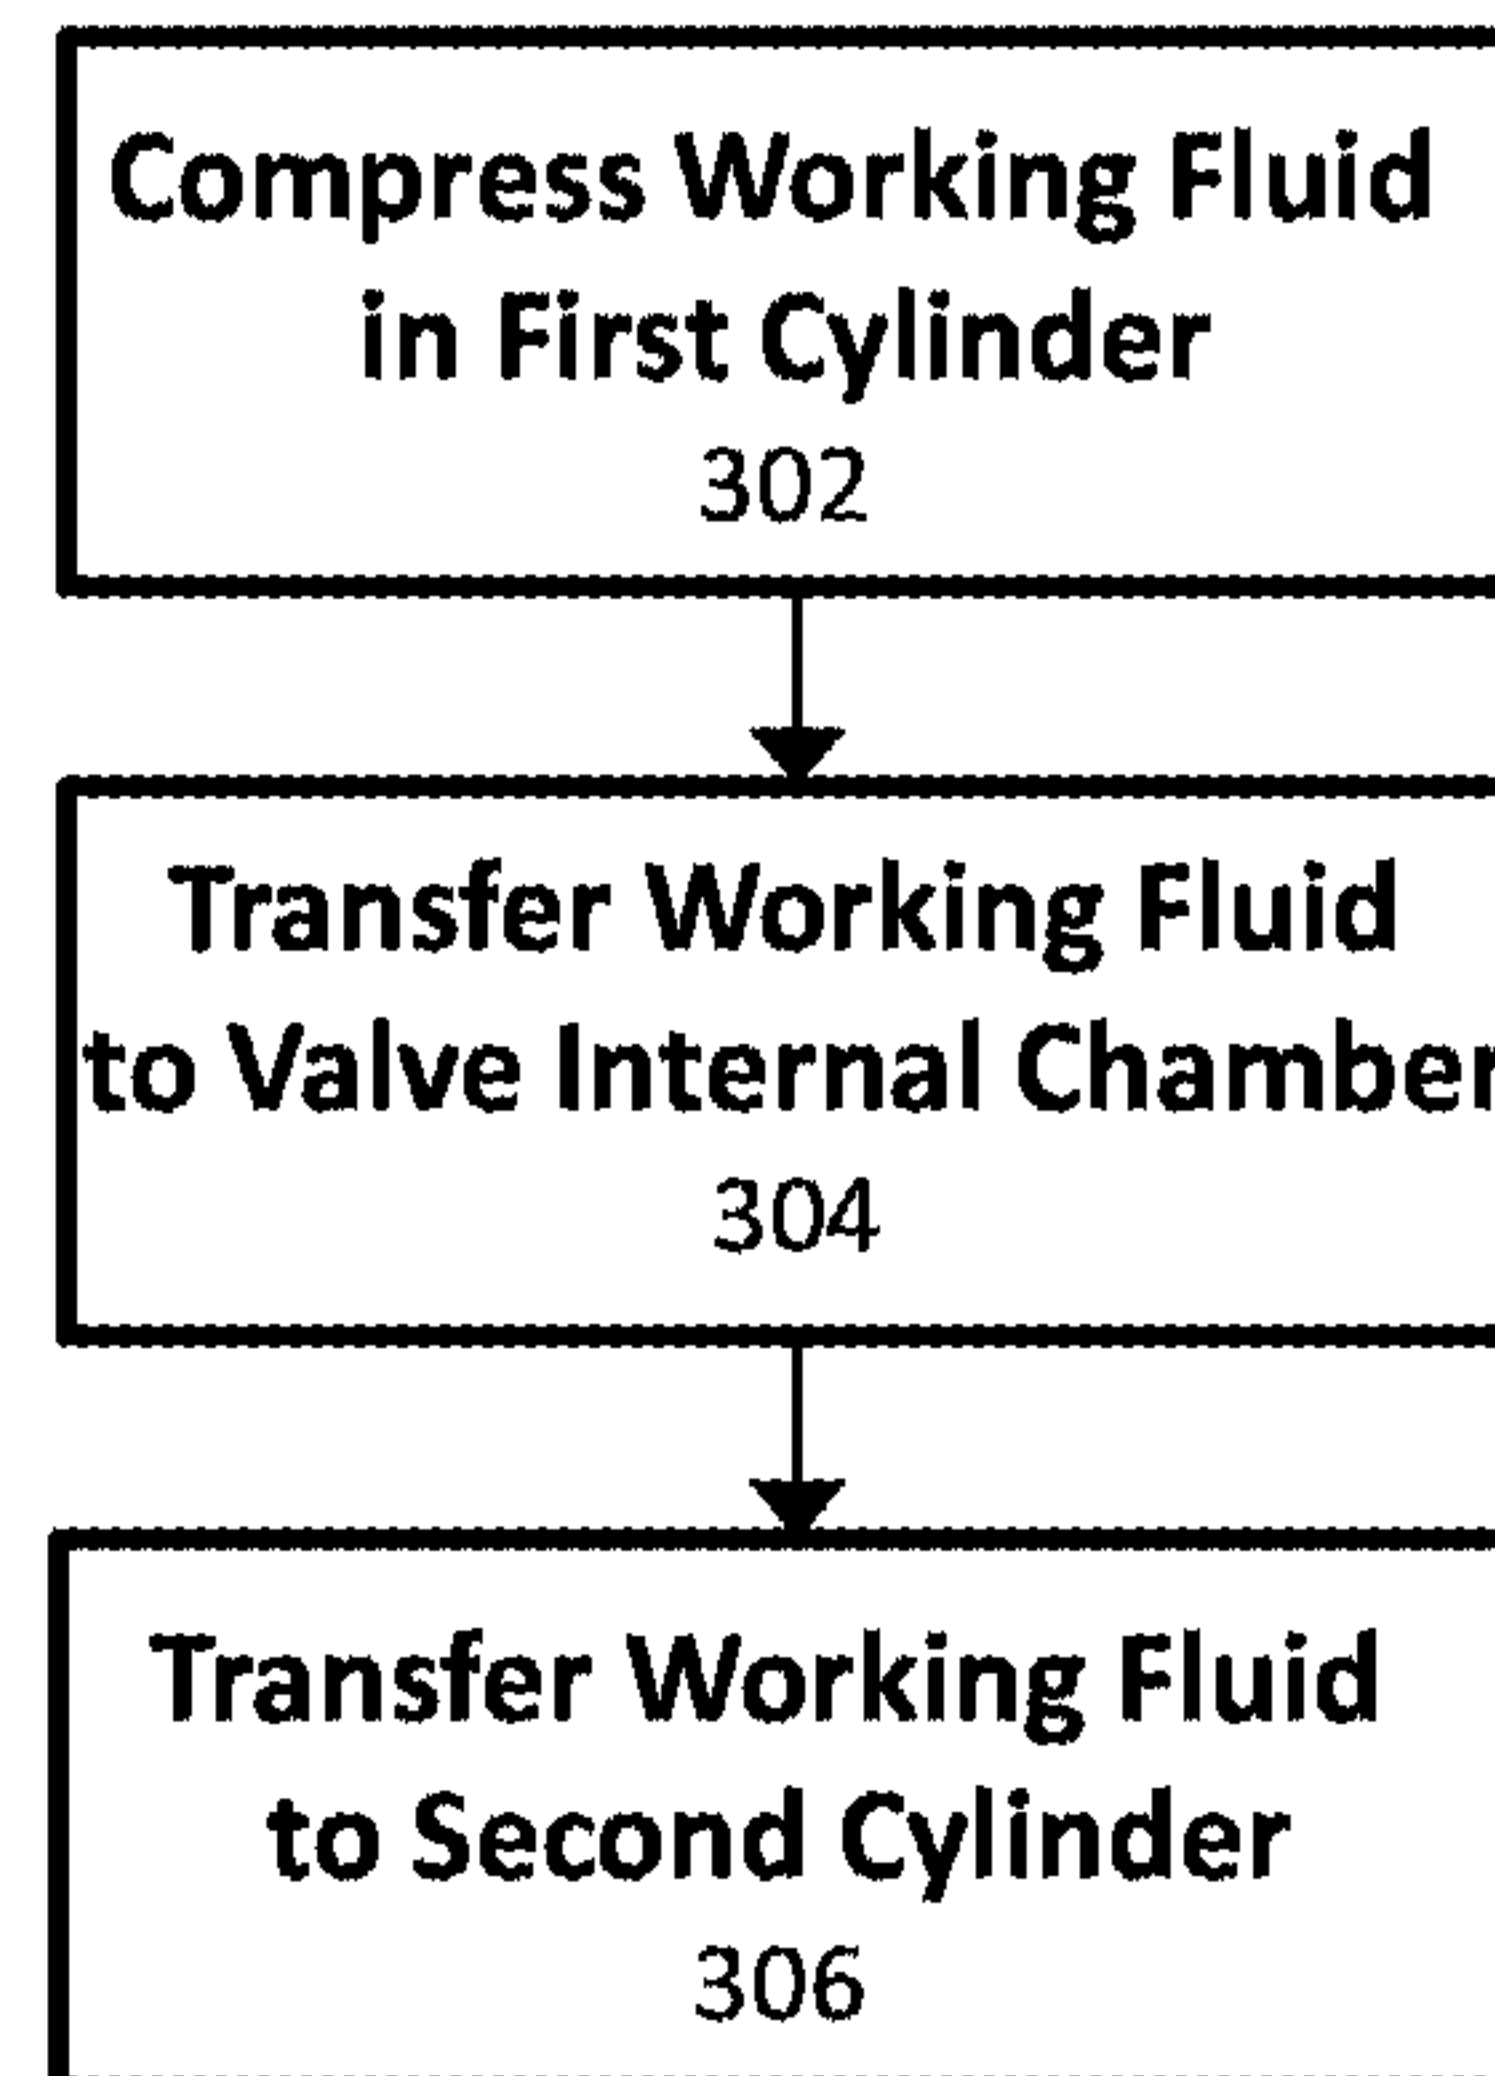 Compress Working Fluid
in First Cylinder
302
Transfer Working Fluid
to Valve Internal Chamber
304
Transfer Working Fluid
to Second Cylinder
306